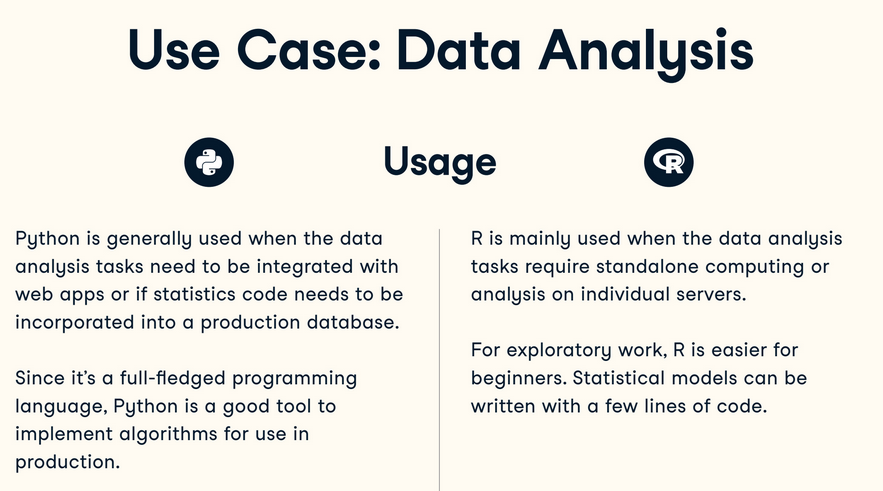 Use Case: Data Analysis
Usage
Python is generally used when the data
analysis tasks need to be integrated with
web apps or if statistics code needs to be
incorporated into a production database.
Since it's a full-fledged programming
language, Python is a good tool to
implement algorithms for use in
production.
R
R is mainly used when the data analysis
tasks require standalone computing or
analysis on individual servers.
For exploratory work, R is easier for
beginners. Statistical models can be
written with a few lines of code.